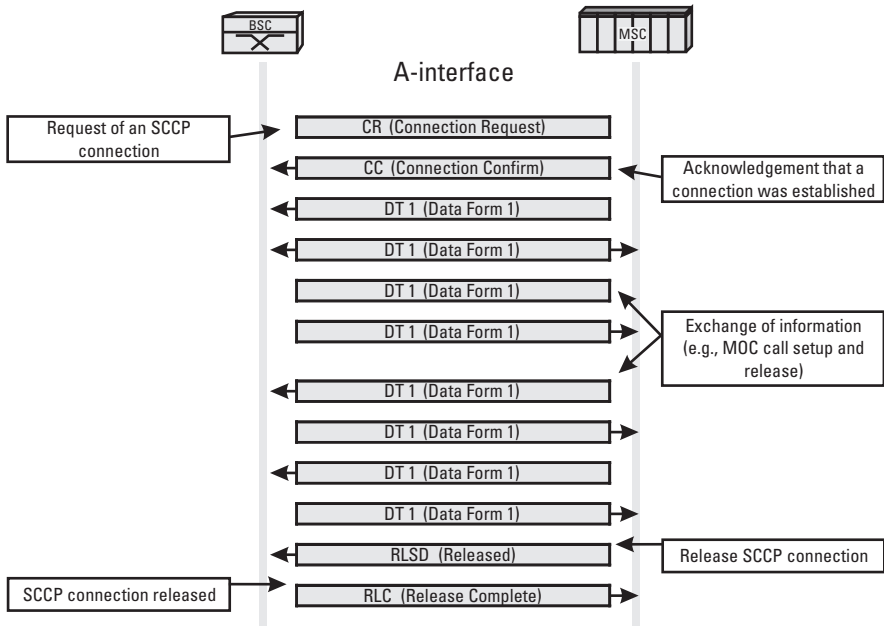 BSC
MSC
A-interface
Request of an SCCP
connection
CR (Connection Request)
CC (Connection Confirm)
Acknowledgement that a
connection was established
DT 1 (Data Form 1)
DT 1 (Data Form 1)
DT 1 (Data Form 1)
DT 1 (Data Form 1)
Exchange of information
(e.g., MOC call setup and
release)
DT 1 (Data Form 1)
DT 1 (Data Form 1)
DT 1 (Data Form 1)
DT 1 (Data Form 1)
RLSD (Released)
Release SCCP connection
SCCP connection released
RLC (Release Complete)